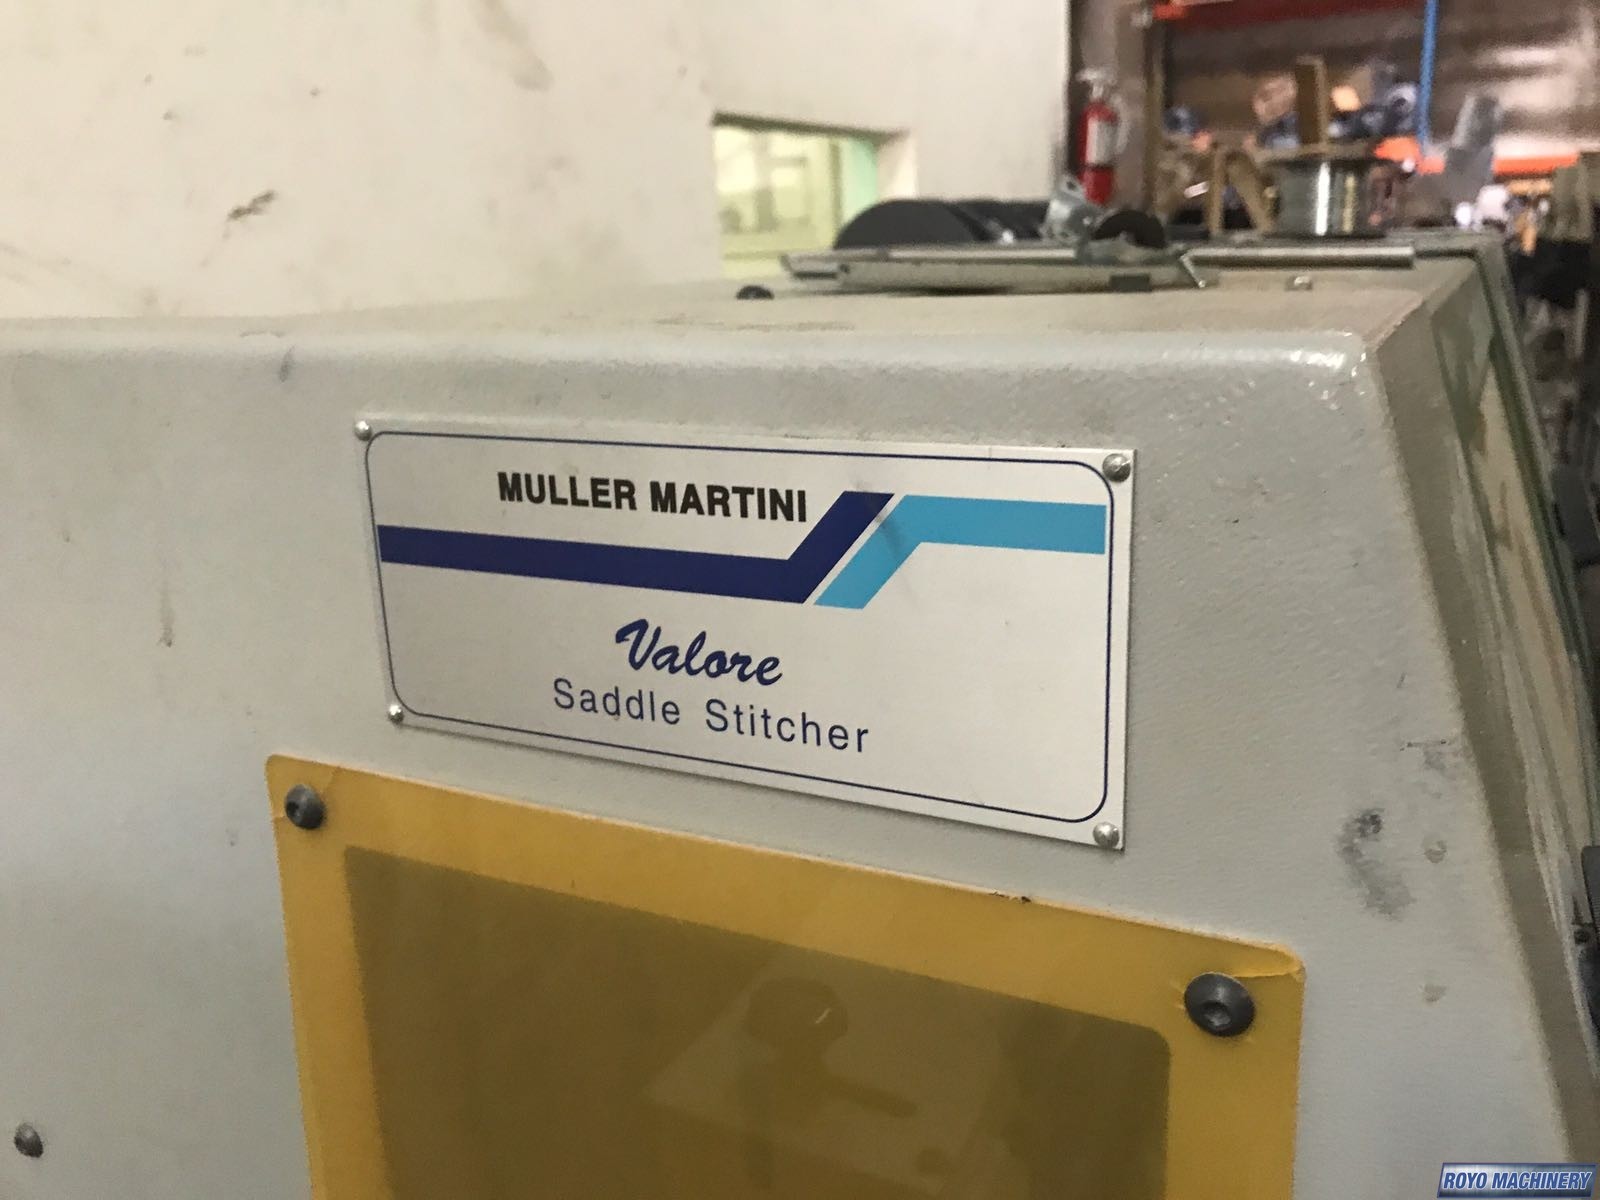 MULLER MARTINI
Valore
Saddle Stitcher
ROYO MACHINERY